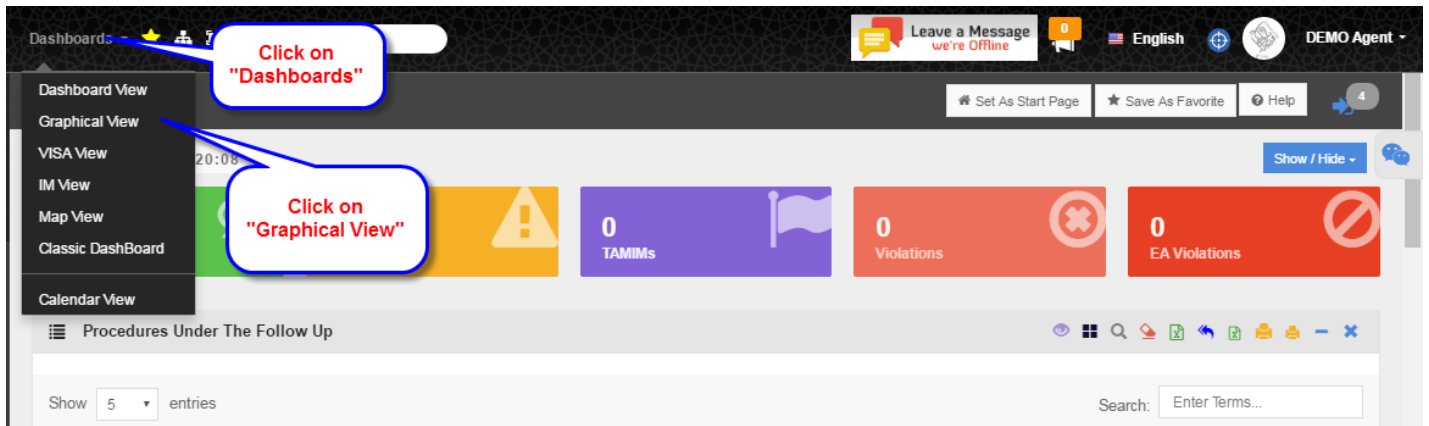 Dashboards
Click on
"Dashboards"
Leave a Message
we're Offline
0
English
DEMO Agent
Dashboard View
Graphical View
VISA View
IM View
Map View
Classic DashBoard
Calendar View
Set As Start Page
Save As Favorite
Help
4
20:08
Show / Hide
Click on
"Graphical View"
0
TAMIMs
0
Violations
0
EA Violations
Procedures Under The Follow Up
Show 5 entries
Search: Enter Terms...